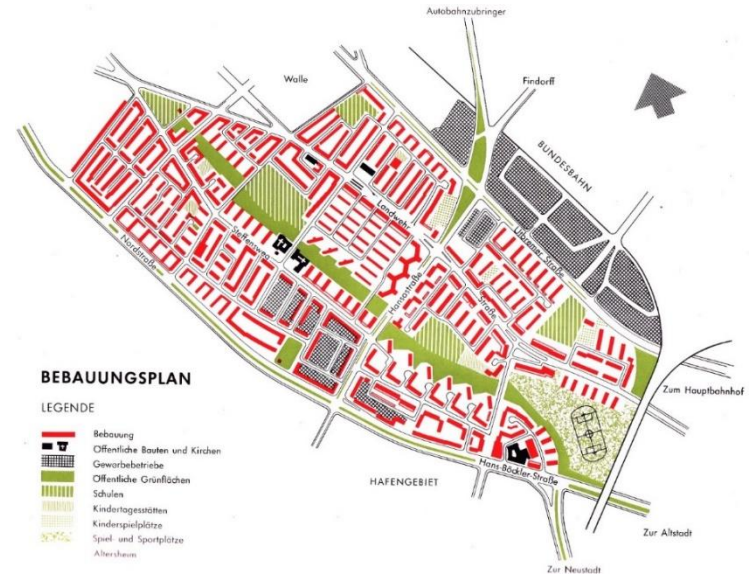 Autobahnzubringer
Walle
Findorff
BUNDESBAHN
Landwehr
Straße
Utbremer Straße
Steffensweg
Hansastraße
Nordstraße
Zum Hauptbahnhof
Hans-Böckler-Straße
HAFENGEBIET
Zur Altstadt
Zur Neustadt
BEBAUUNGSPLAN
LEGENDE
Bebauung
Öffentliche Bauten und Kirchen
Gewerbebetriebe
Öffentliche Grünflächen
Schulen
Kindertagesstätten
Kinderspielplätze
Spiel- und Sportplätze
Altersheim